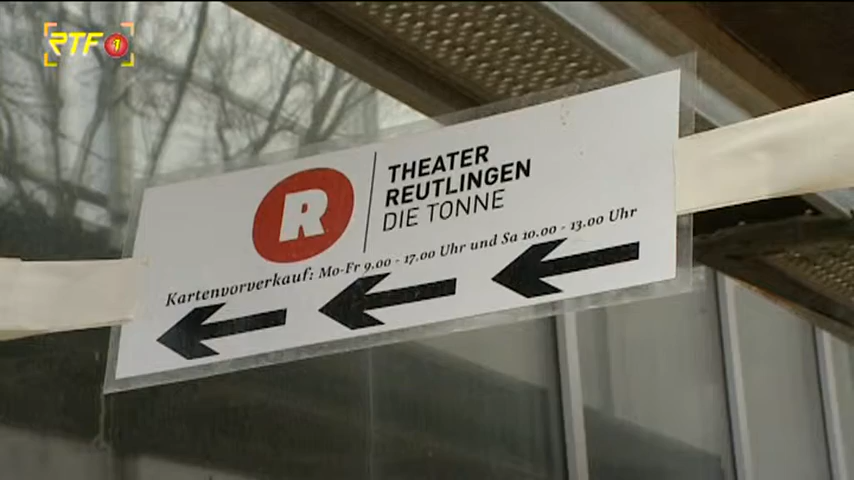 RTF 1
R
THEATER
REUTLINGEN
DIE TONNE
Kartenvorverkauf: Mo-Fr 9.00 - 17.00 Uhr und Sa 10.00 - 13.00 Uhr